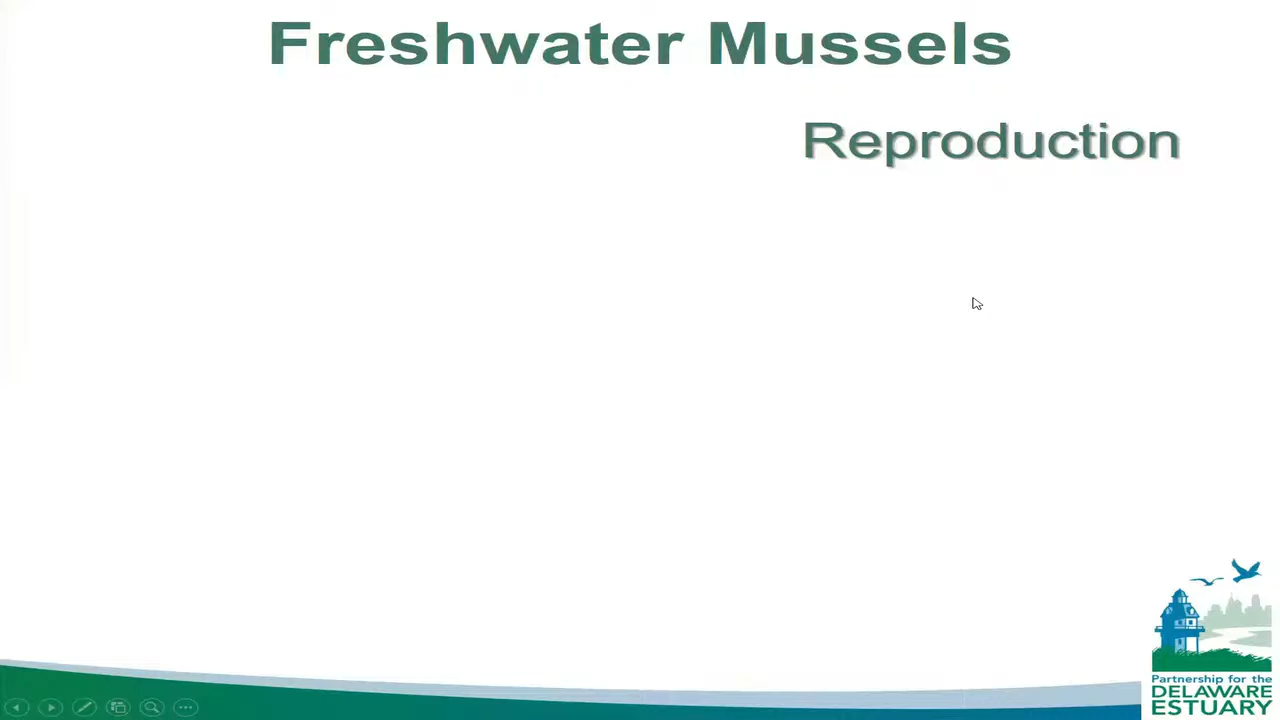 Freshwater Mussels
Reproduction
Partnership for the
DELAWARE
ESTUARY